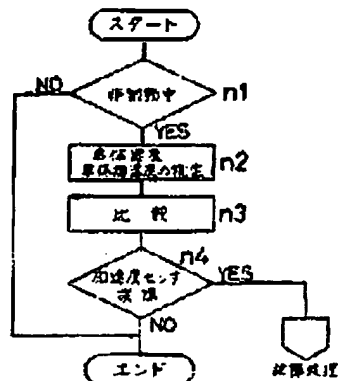 スタート
NO
非制動中
n1
YES
車体速度
車体加速度の推定
n2
比較
n3
n4
加速度センサ
故障
YES
NO
故障処理
エンド